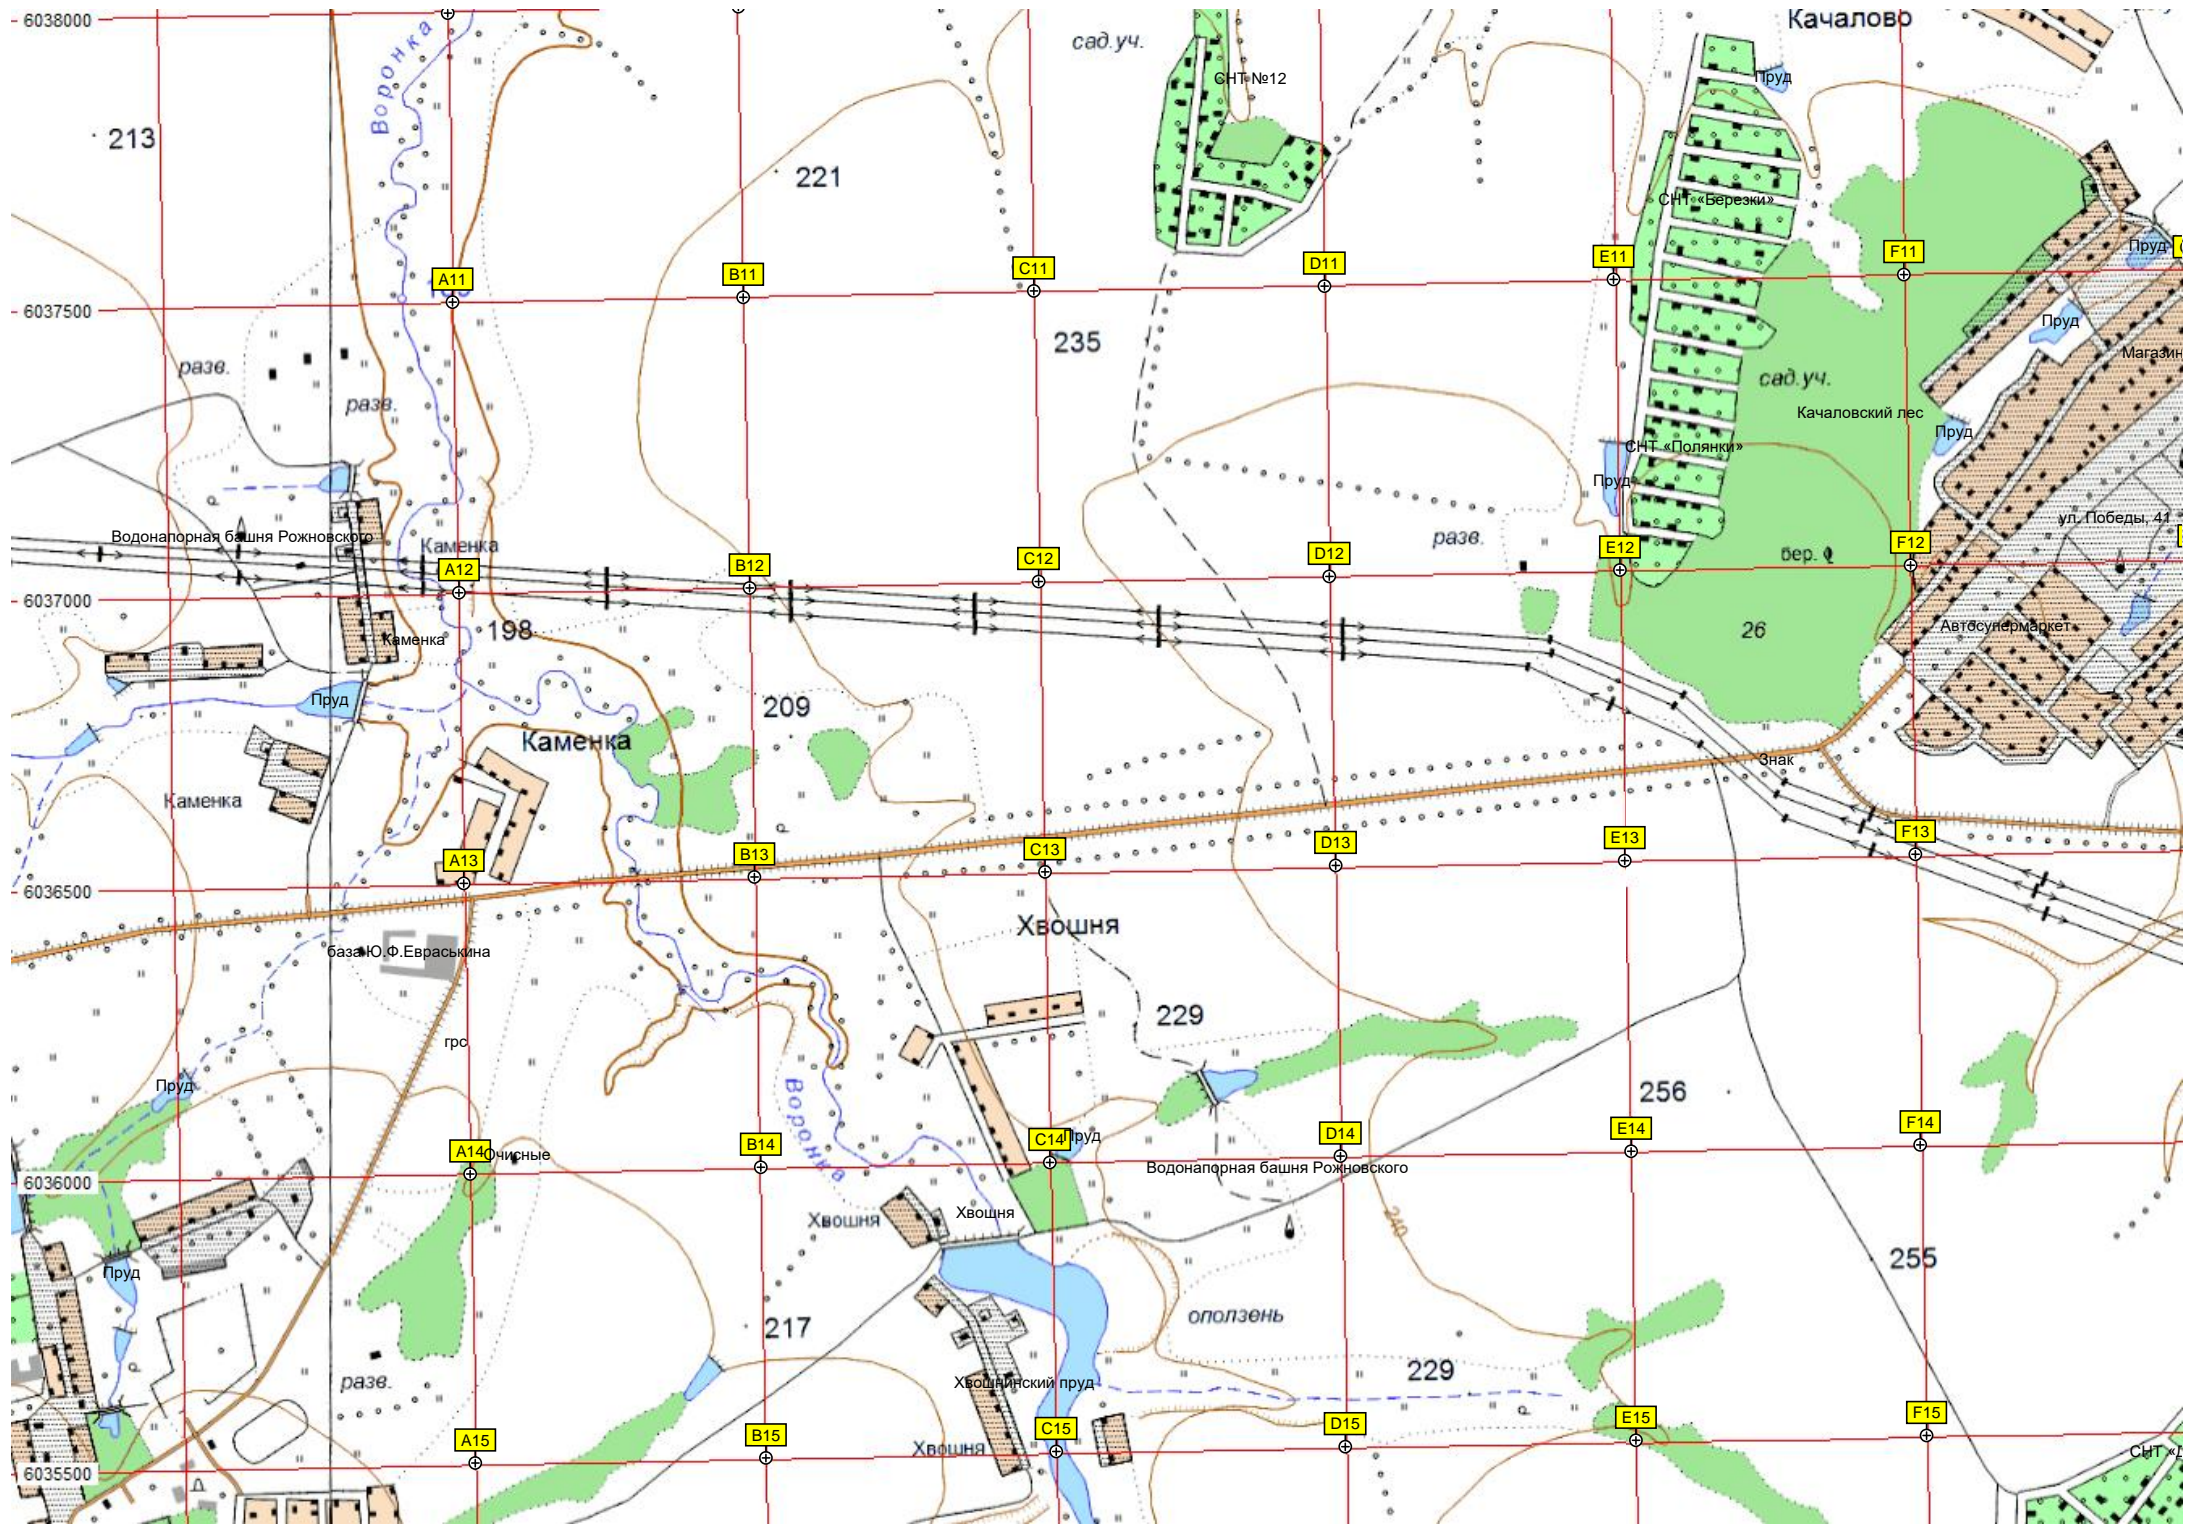 6038000
Воронка
сад.уч.
СНТ №12
Качалово
Пруд
213
221
СНТ «Березки»
Пруд
A11
B11
C11
D11
E11
F11
6037500
235
Пруд
Магазин
разв.
разв.
сад.уч.
Качаловский лес
Пруд
СНТ «Полянки»
Пруд
ул. Победы, 41
Водонапорная башня Рожновского
Каменка
разв.
бер.
A12
B12
C12
D12
E12
F12
6037000
198
Каменка
26
Автосупермаркет
Пруд
209
Каменка
Знак
Каменка
A13
B13
C13
D13
E13
F13
6036500
Хвошня
база Ю.Ф.Евраськина
229
грс
Пруд
Воронка
256
A14
Очисные
B14
C14
Пруд
D14
E14
F14
Водонапорная башня Рожновского
6036000
Хвошня
Хвошня
240
255
Пруд
оползень
217
229
разв.
Хвошнинский пруд
A15
B15
C15
D15
E15
F15
Хвошня
6035500